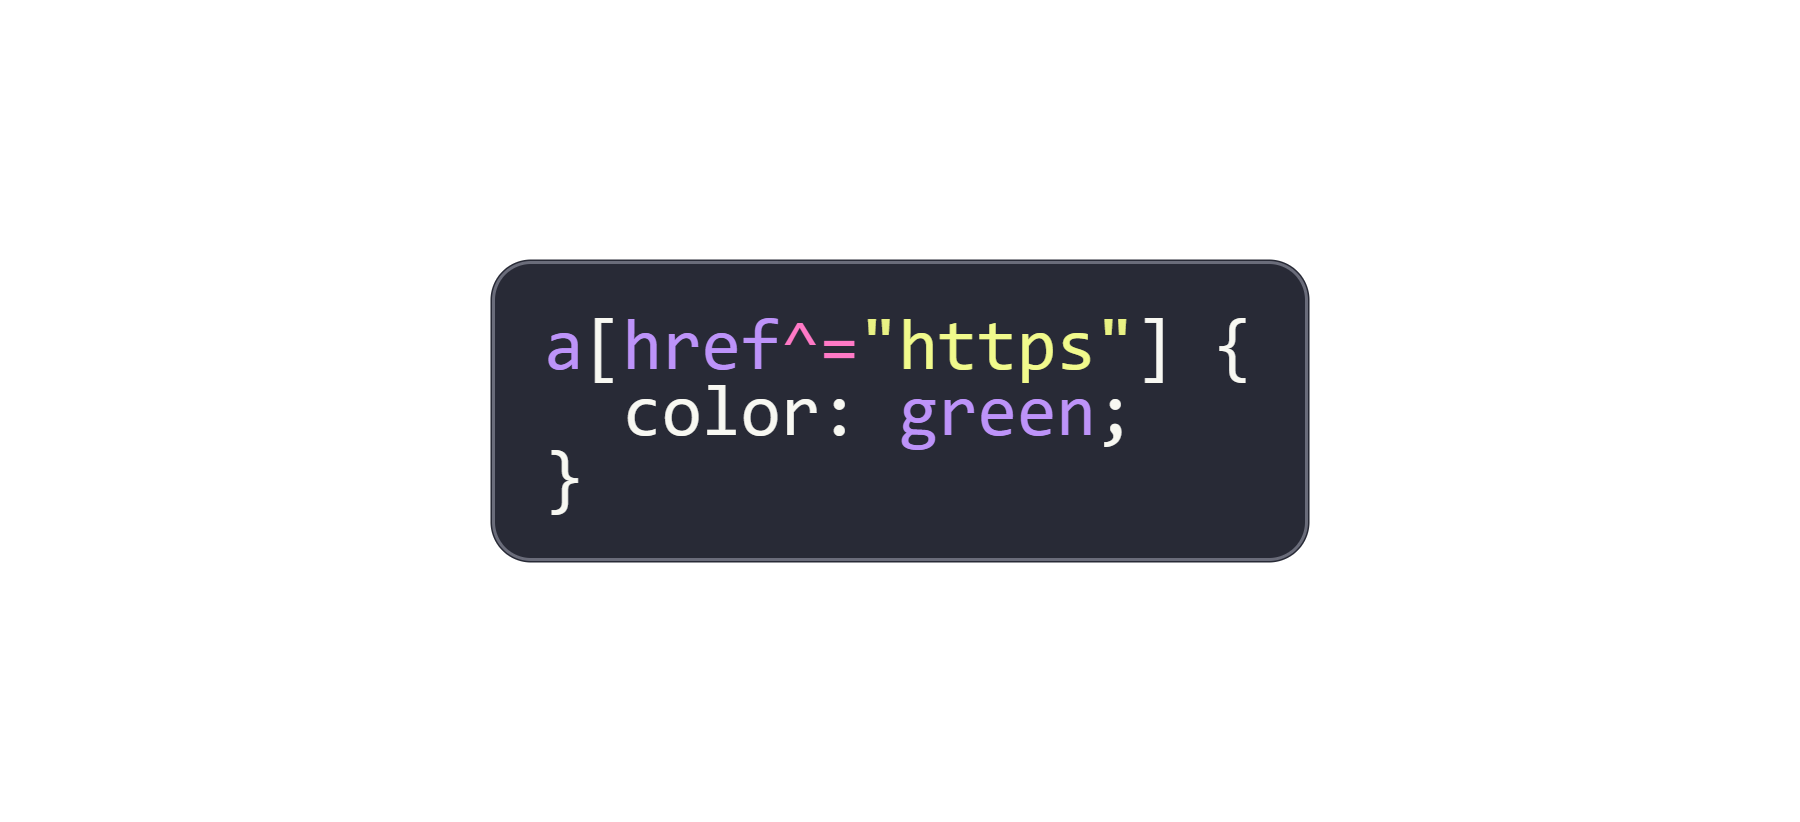 a[href^="https"] {
  color: green;
}